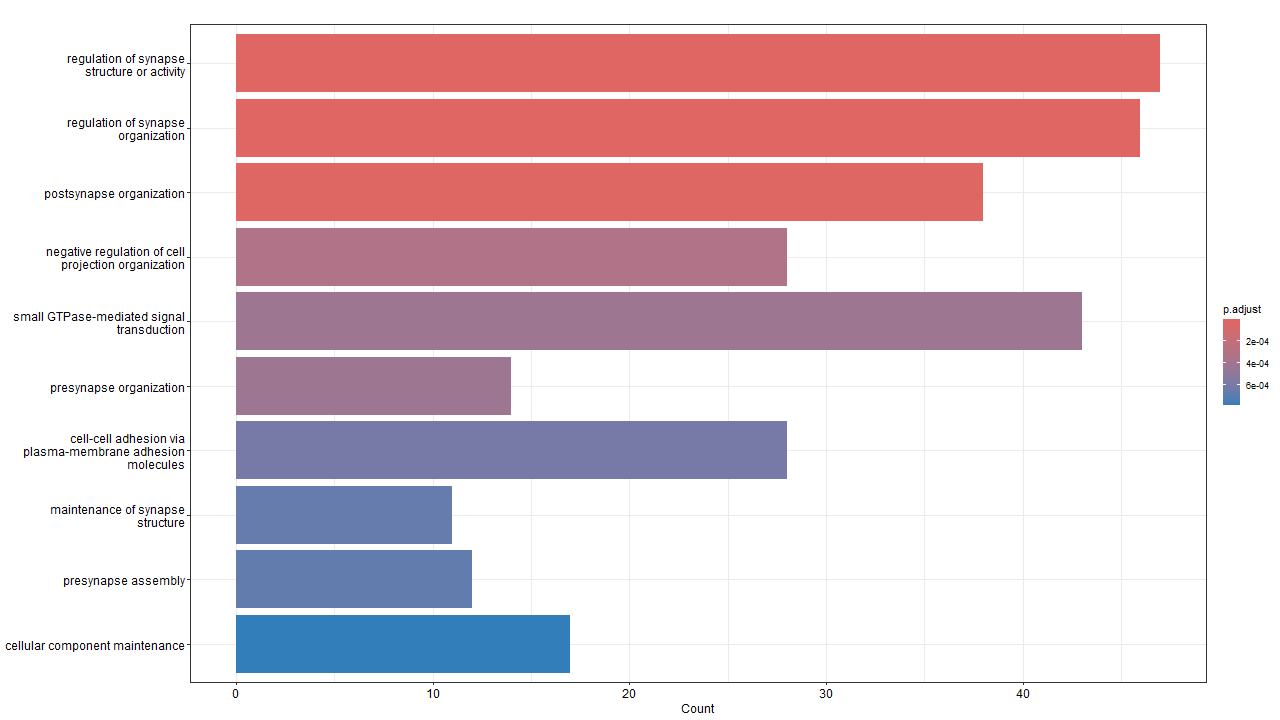 regulation of synapse
structure or activity
regulation of synapse
organization
postsynapse organization
negative regulation of cell
projection organization
small GTPase-mediated signal
transduction
presynapse organization
cell-cell adhesion via
plasma-membrane adhesion
molecules
maintenance of synapse
structure
presynapse assembly
cellular component maintenance
0
10
20
30
40
Count
p.adjust
2e-04
4e-04
6e-04